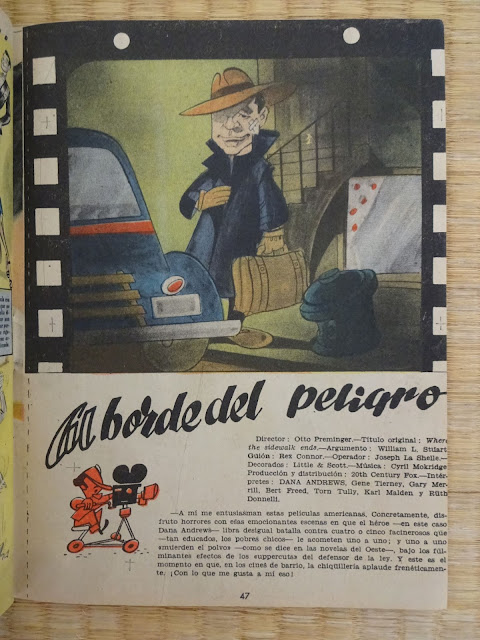 Al borde del peligro
Director: Otto Preminger.—Título original: Where
the sidewalk ends.—Argumento: William L. Stuart
Guión: Rex Connor.—Operador: Joseph La Shelle.—
Decorados: Little & Scott.—Música: Cyril Mokridge
Producción y distribución: 20th Century Fox.—Intér-
pretes: DANA ANDREWS, Gene Tierney, Gary Mer-
rill, Bert Freed, Torn Tully, Karl Malden y Rüth
Donnelli.
—A mi me entusiasman estas películas americanas. Concretamente, dis-
fruto horrores con esas emocionantes escenas en que el héroe —en este caso
Dana Andrews— libra desigual batalla contra cuatro o cinco facinerosos que
—tan educados, los pobres chicos— le acometen uno a uno; y uno a uno
«muerden el polvo» —como se dice en las novelas del Oeste—, bajo los ful-
minantes efectos de los suppercutas del defensor de la ley. Y este es el
momento en que, en los cines de barrio, la chiquillería aplaude frenéticamen-
te. ¡Con lo que me gusta a mi eso!
47